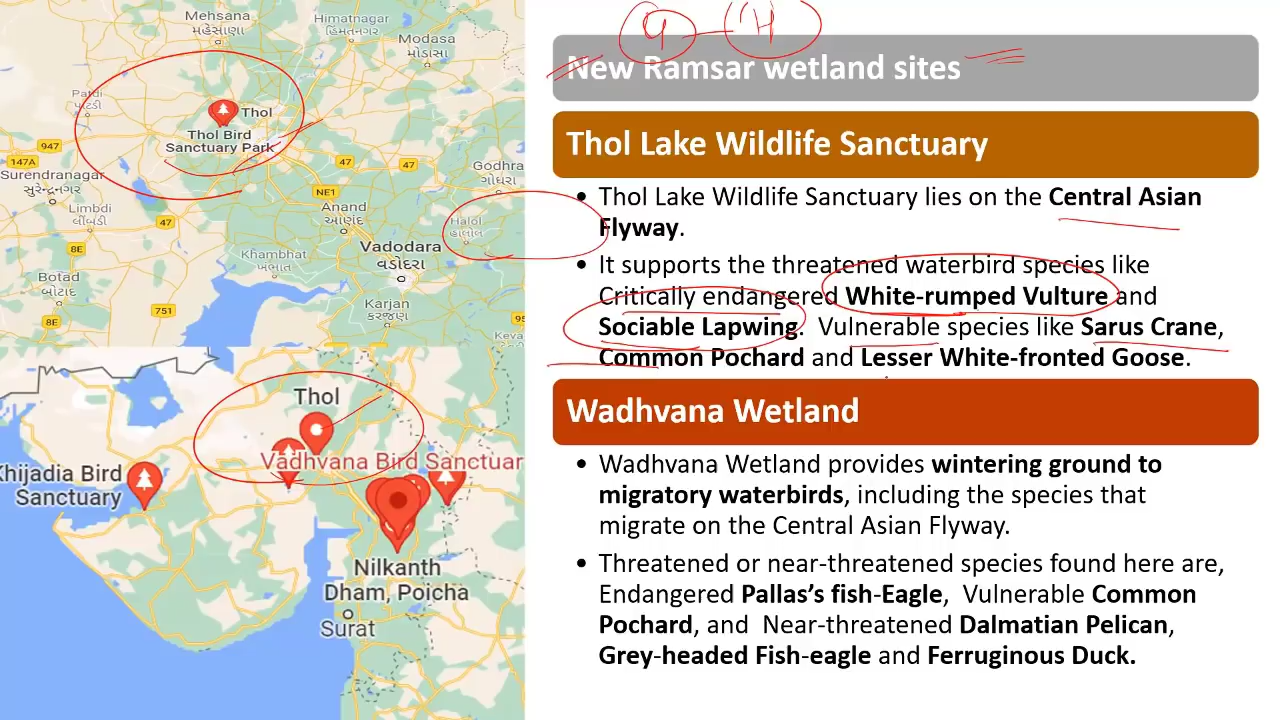 Mehsana
મહેસાણા
Himatnagar
હિંમતનગર
Modasa
મોડાસા
Patdi
પાટડી
Thol
Thol Bird
Sanctuary Park
947
147A
Surendranagar
સુરેન્દ્રનગર
47
47
Godhra
ગોધરા
Limbdi
લીંબડી
47
NE1
Anand
આણંદ
Halol
હાલોલ
8E
Khambhat
ખંભાત
Vadodara
વડોદરા
Botad
બોટાદ
8E
751
Karjan
કરજણ
Keva
Thol
Vadhvana Bird Sanctuar
Khijadia Bird
Sanctuary
Nilkanth
Dham, Poicha
Surat
G - H
New Ramsar wetland sites
Thol Lake Wildlife Sanctuary
• Thol Lake Wildlife Sanctuary lies on the Central Asian
Flyway.
• It supports the threatened waterbird species like
Critically endangered White-rumped Vulture and
Sociable Lapwing. Vulnerable species like Sarus Crane,
Common Pochard and Lesser White-fronted Goose.
Wadhvana Wetland
• Wadhvana Wetland provides wintering ground to
migratory waterbirds, including the species that
migrate on the Central Asian Flyway.
• Threatened or near-threatened species found here are,
Endangered Pallas's fish-Eagle, Vulnerable Common
Pochard, and Near-threatened Dalmatian Pelican,
Grey-headed Fish-eagle and Ferruginous Duck.